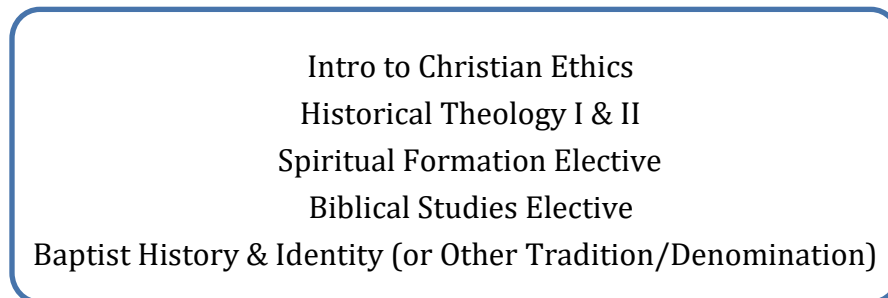 Intro to Christian Ethics
Historical Theology I & II
Spiritual Formation Elective
Biblical Studies Elective
Baptist History & Identity (or Other Tradition/Denomination)